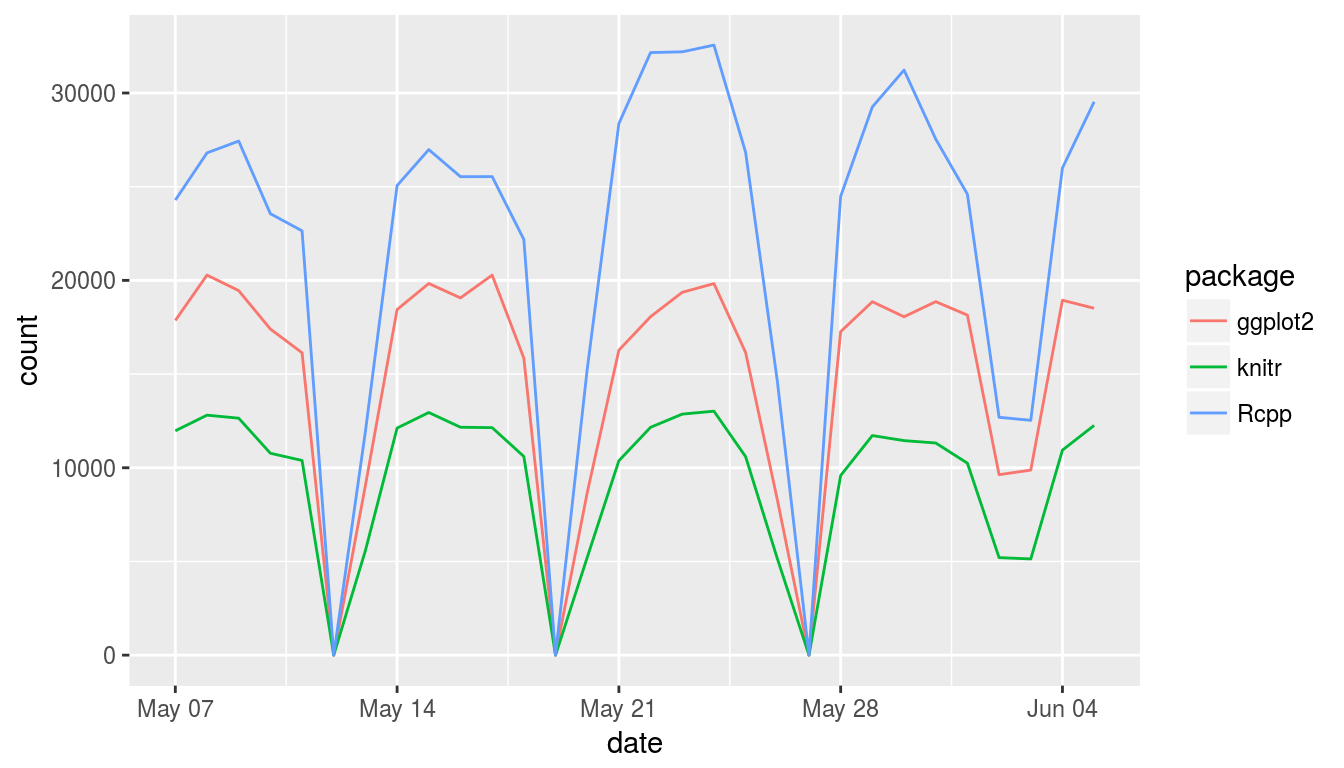 30000
20000
10000
0
count
May 07
May 14
May 21
May 28
Jun 04
date
package
ggplot2
knitr
Rcpp